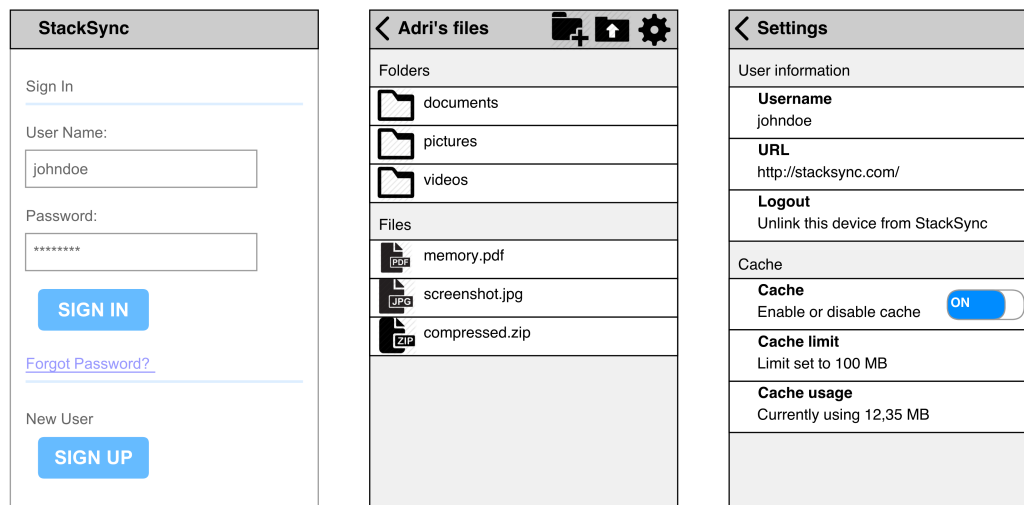 StackSync
Sign In
User Name:
johndoe
Password:
********
SIGN IN
Forgot Password?
New User
SIGN UP
Adri's files
Folders
documents
pictures
videos
Files
PDF
memory.pdf
JPG
screenshot.jpg
ZIP
compressed.zip
Settings
User information
Username
johndoe
URL
http://stacksync.com/
Logout
Unlink this device from StackSync
Cache
Cache
Enable or disable cache
ON
Cache limit
Limit set to 100 MB
Cache usage
Currently using 12,35 MB